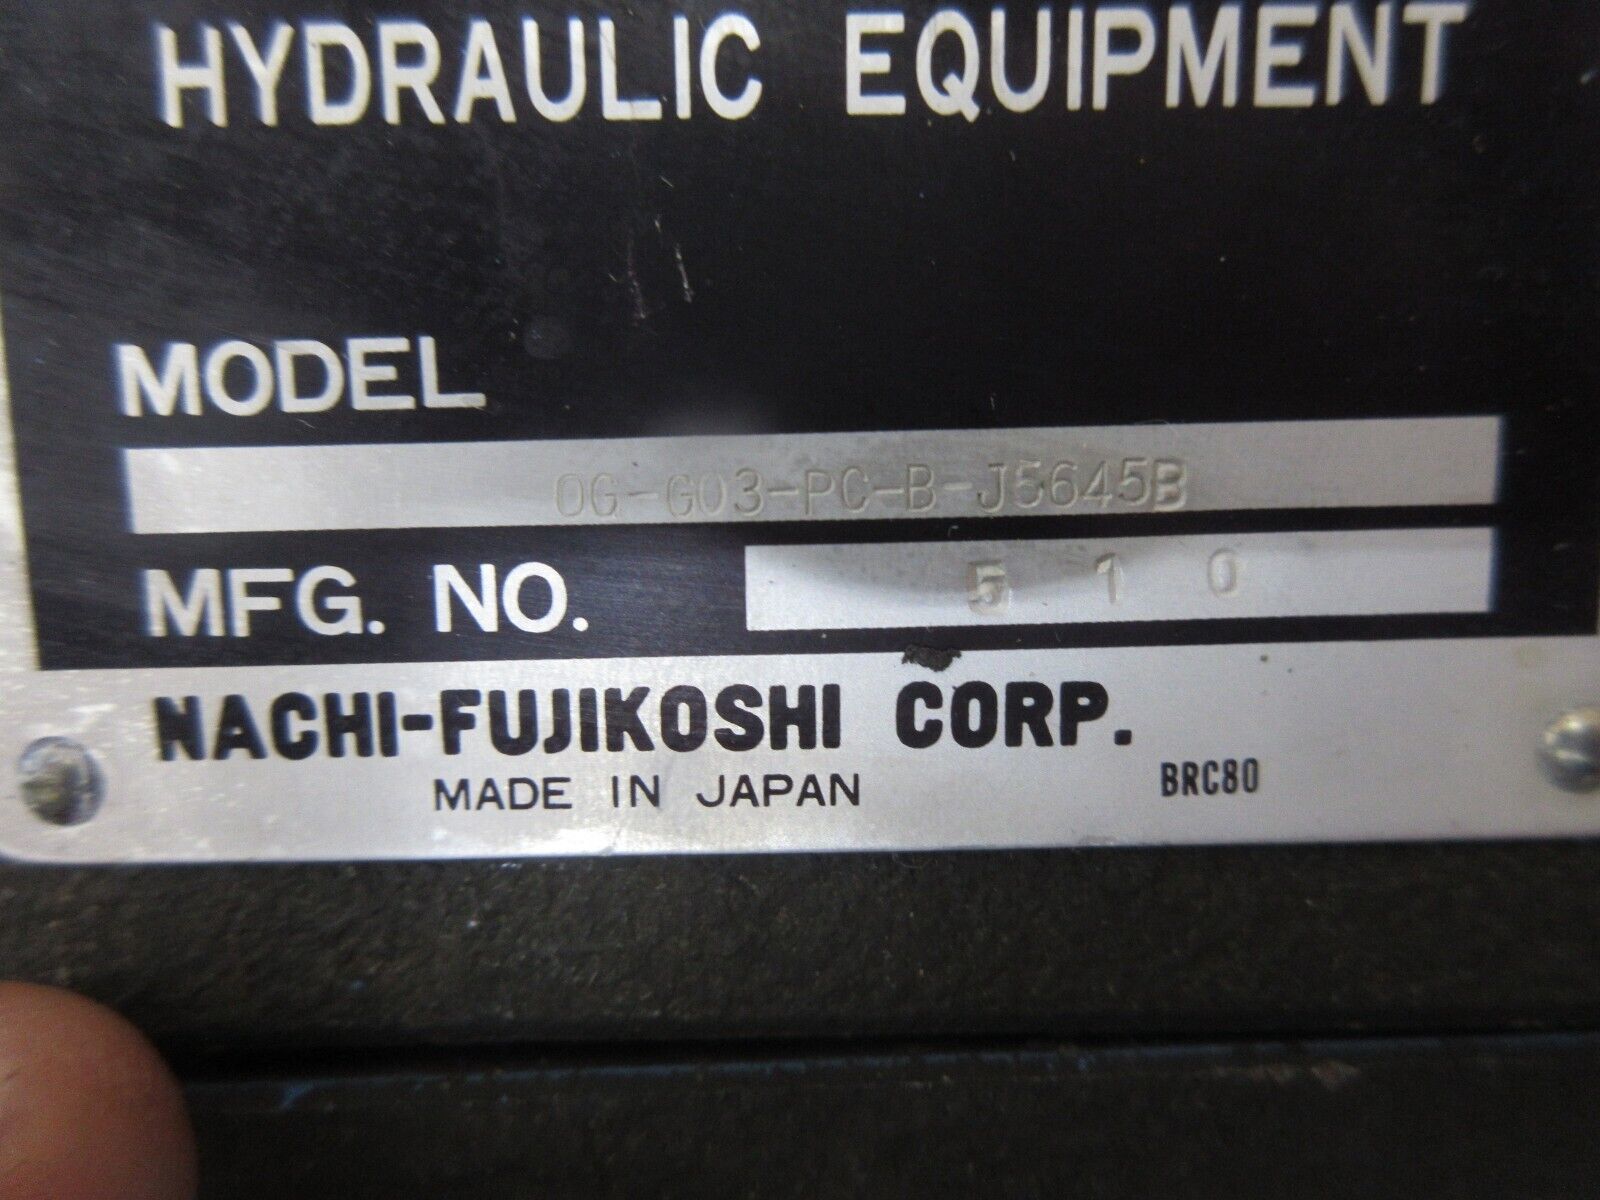 HYDRAULIC EQUIPMENT
MODEL
OG-G03-PC-B-J5645B
MFG. NO. 5 1 0
NACHI-FUJIKOSHI CORP.
MADE IN JAPAN BRC80